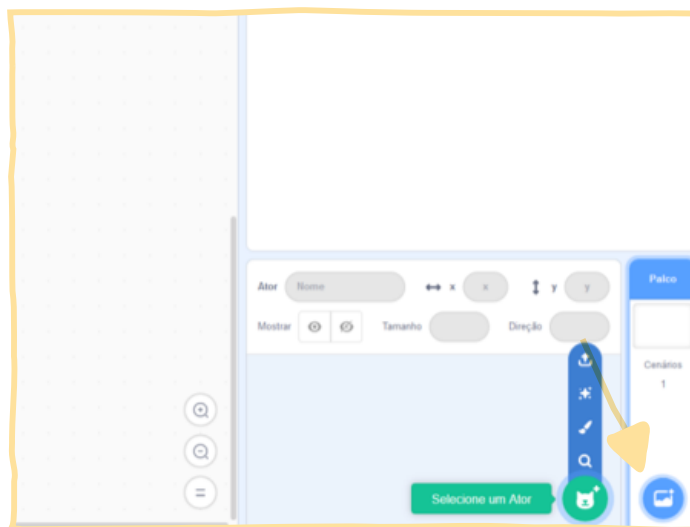 Ator Nome x x y y
Mostrar Tamanho Direção
Palco
Cenários
1
Selecione um Ator